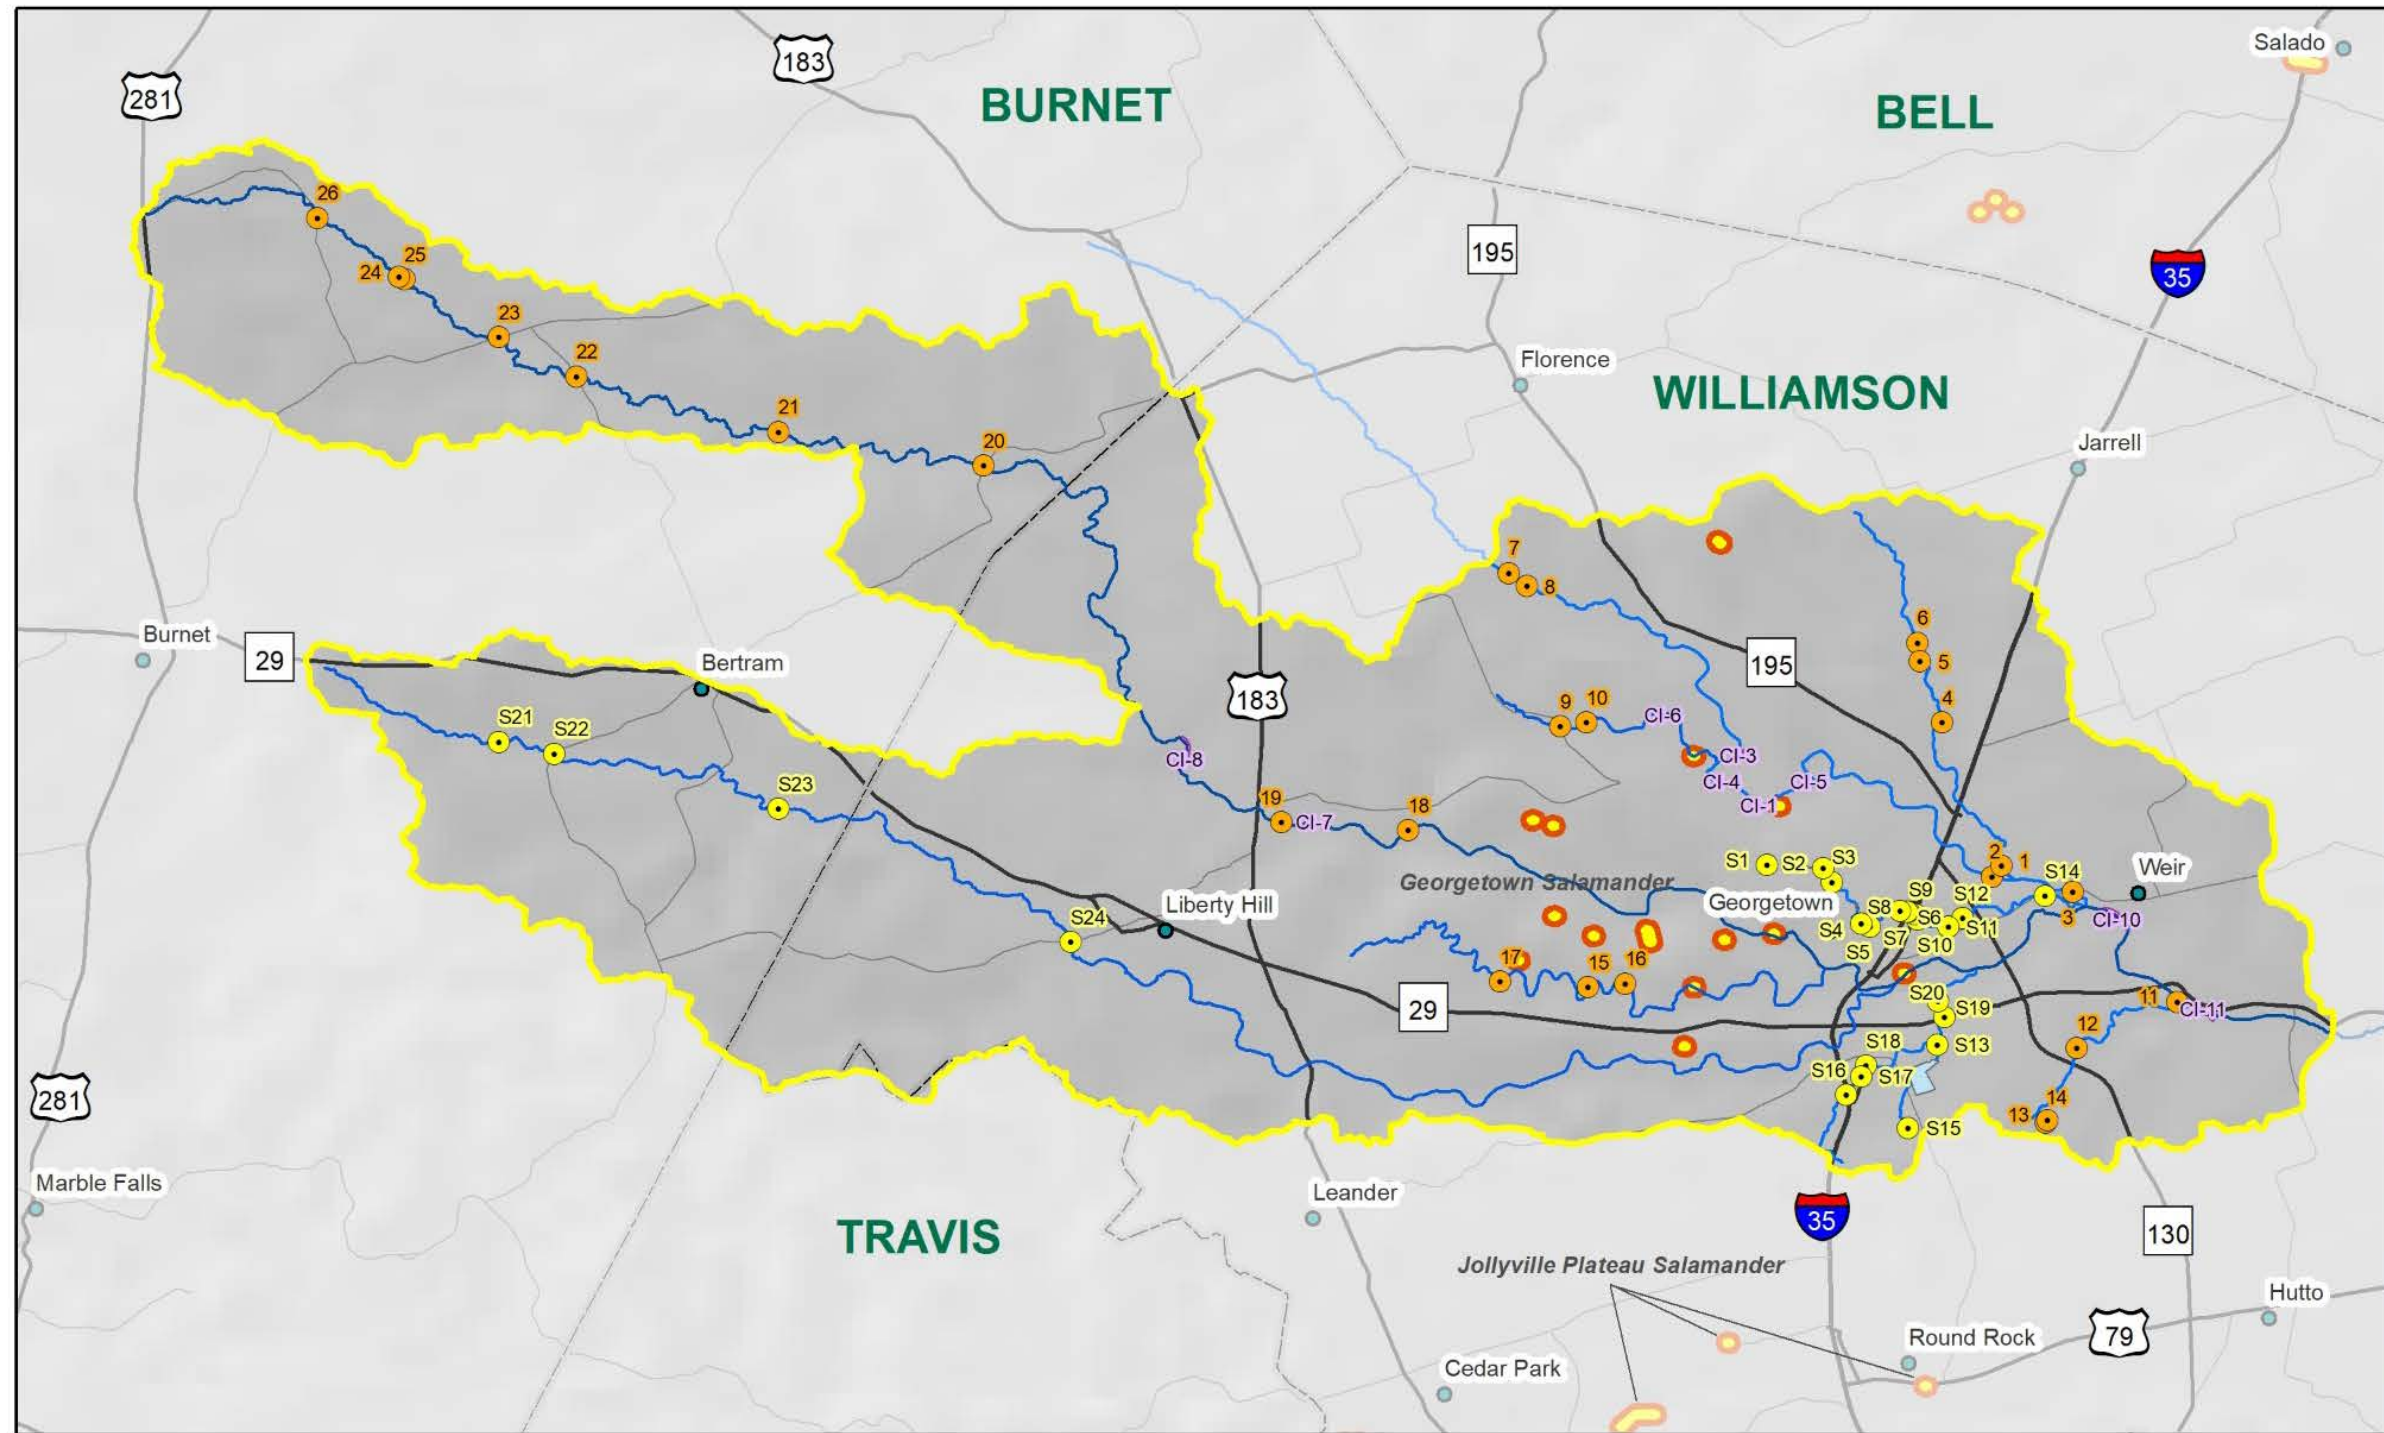 Salado
183
281
BURNET
BELL
26
195
25
24
35
23
22
Florence
WILLIAMSON
21
20
Jarrell
7
8
6
Burnet
29
Bertram
5
195
183
9
10
CI-6
4
S21
S22
CI-8
CI-3
CI-4
CI-5
S23
19
CI-7
18
CI-1
2
1
S1
S2
S3
Weir
Georgetown Salamander
S14
Liberty Hill
Georgetown
S9
S12
S8
S6
S24
S4
S11
3
CI-10
S7
S10
S5
17
15
16
29
S20
11
S19
CI-11
12
S18
S13
281
S16
S17
14
13
S15
Marble Falls
Leander
35
TRAVIS
130
Jollyville Plateau Salamander
Hutto
Round Rock
79
Cedar Park